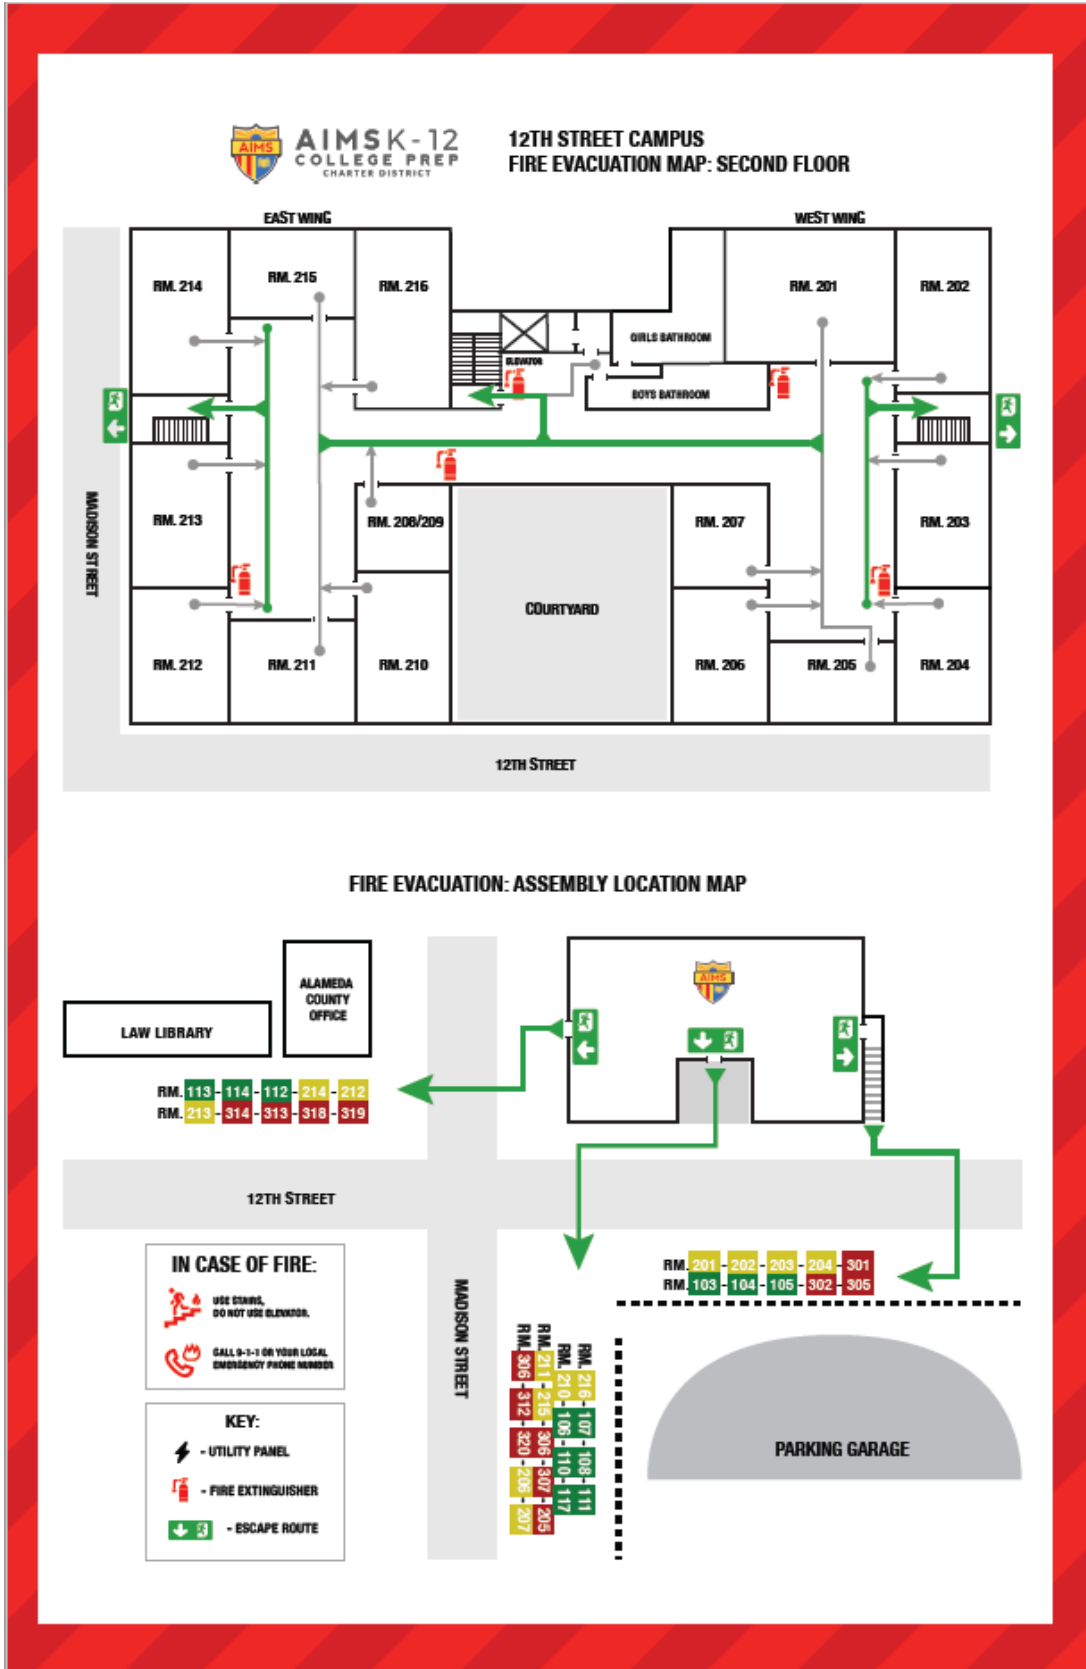 AIMS
AIMS K-12
COLLEGE PREP
CHARTER DISTRICT
12TH STREET CAMPUS
FIRE EVACUATION MAP: SECOND FLOOR
EAST WING
WEST WING
RM. 214
RM. 215
RM. 216
RM. 201
RM. 202
GIRLS BATHROOM
ELEVATOR
BOYS BATHROOM
MADISON STREET
RM. 213
RM. 208/209
RM. 207
RM. 203
COURTYARD
RM. 212
RM. 211
RM. 210
RM. 206
RM. 205
RM. 204
12TH STREET
FIRE EVACUATION: ASSEMBLY LOCATION MAP
ALAMEDA
COUNTY
OFFICE
LAW LIBRARY
AIMS
RM. 113 - 114 - 112 - 214 - 212
RM. 213 - 314 - 313 - 318 - 319
12TH STREET
IN CASE OF FIRE:
USE STAIRS,
DO NOT USE ELEVATOR.
CALL 9-1-1 OR YOUR LOCAL
EMERGENCY PHONE NUMBER
KEY:
- UTILITY PANEL
- FIRE EXTINGUISHER
- ESCAPE ROUTE
MADISON STREET
RM. 201 - 202 - 203 - 204 - 301
RM. 103 - 104 - 105 - 302 - 305
RM. 216 - 107 - 108 - 111
RM. 210 - 106 - 110 - 117
RM. 211 - 215 - 306 - 307 - 205
RM. 306 - 312 - 320 - 206 - 207
PARKING GARAGE